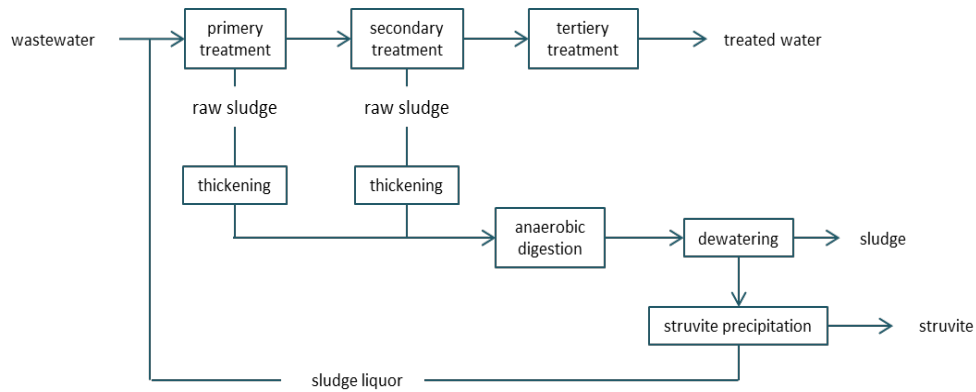 wastewater
primery
treatment
secondary
treatment
tertiery
treatment
treated water
raw sludge
raw sludge
thickening
thickening
anaerobic
digestion
dewatering
sludge
struvite precipitation
struvite
sludge liquor